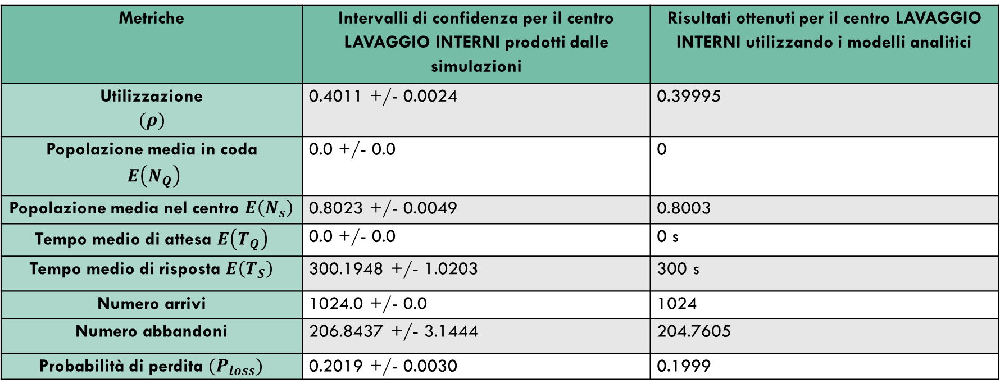 Metriche
Intervalli di confidenza per il centro
LAVAGGIO INTERNI prodotti dalle
simulazioni
Risultati ottenuti per il centro LAVAGGIO
INTERNI utilizzando i modelli analitici
Utilizzazione
(ρ)
0.4011 +/- 0.0024
0.39995
Popolazione media in coda
E(N_Q)
0.0 +/- 0.0
0
Popolazione media nel centro E(N_s)
0.8023 +/- 0.0049
0.8003
Tempo medio di attesa E(T_Q)
0.0 +/- 0.0
0 s
Tempo medio di risposta E(T_S)
300.1948 +/- 1.0203
300 s
Numero arrivi
1024.0 +/- 0.0
1024
Numero abbandoni
206.8437 +/- 3.1444
204.7605
Probabilità di perdita (P_loss)
0.2019 +/- 0.0030
0.1999